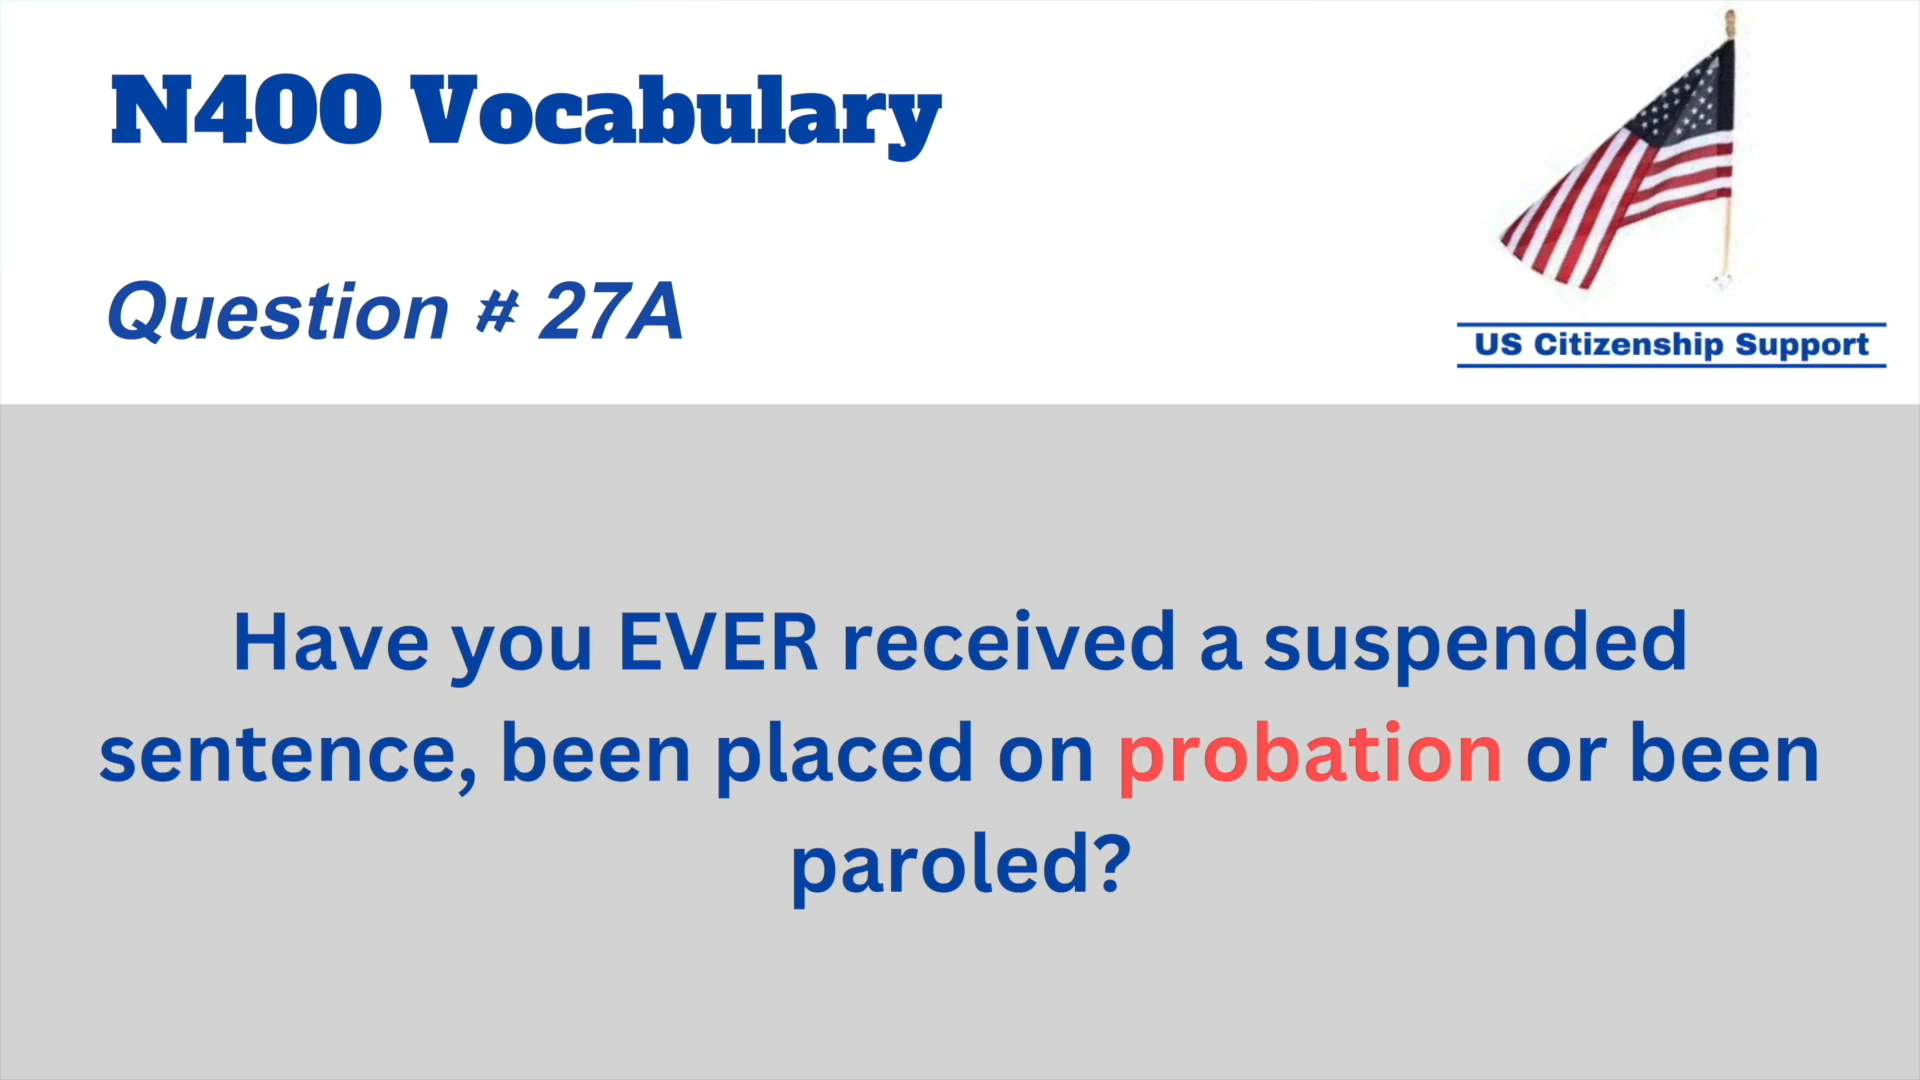 N400 Vocabulary
Question # 27A
US Citizenship Support
Have you EVER received a suspended
sentence, been placed on probation or been
paroled?